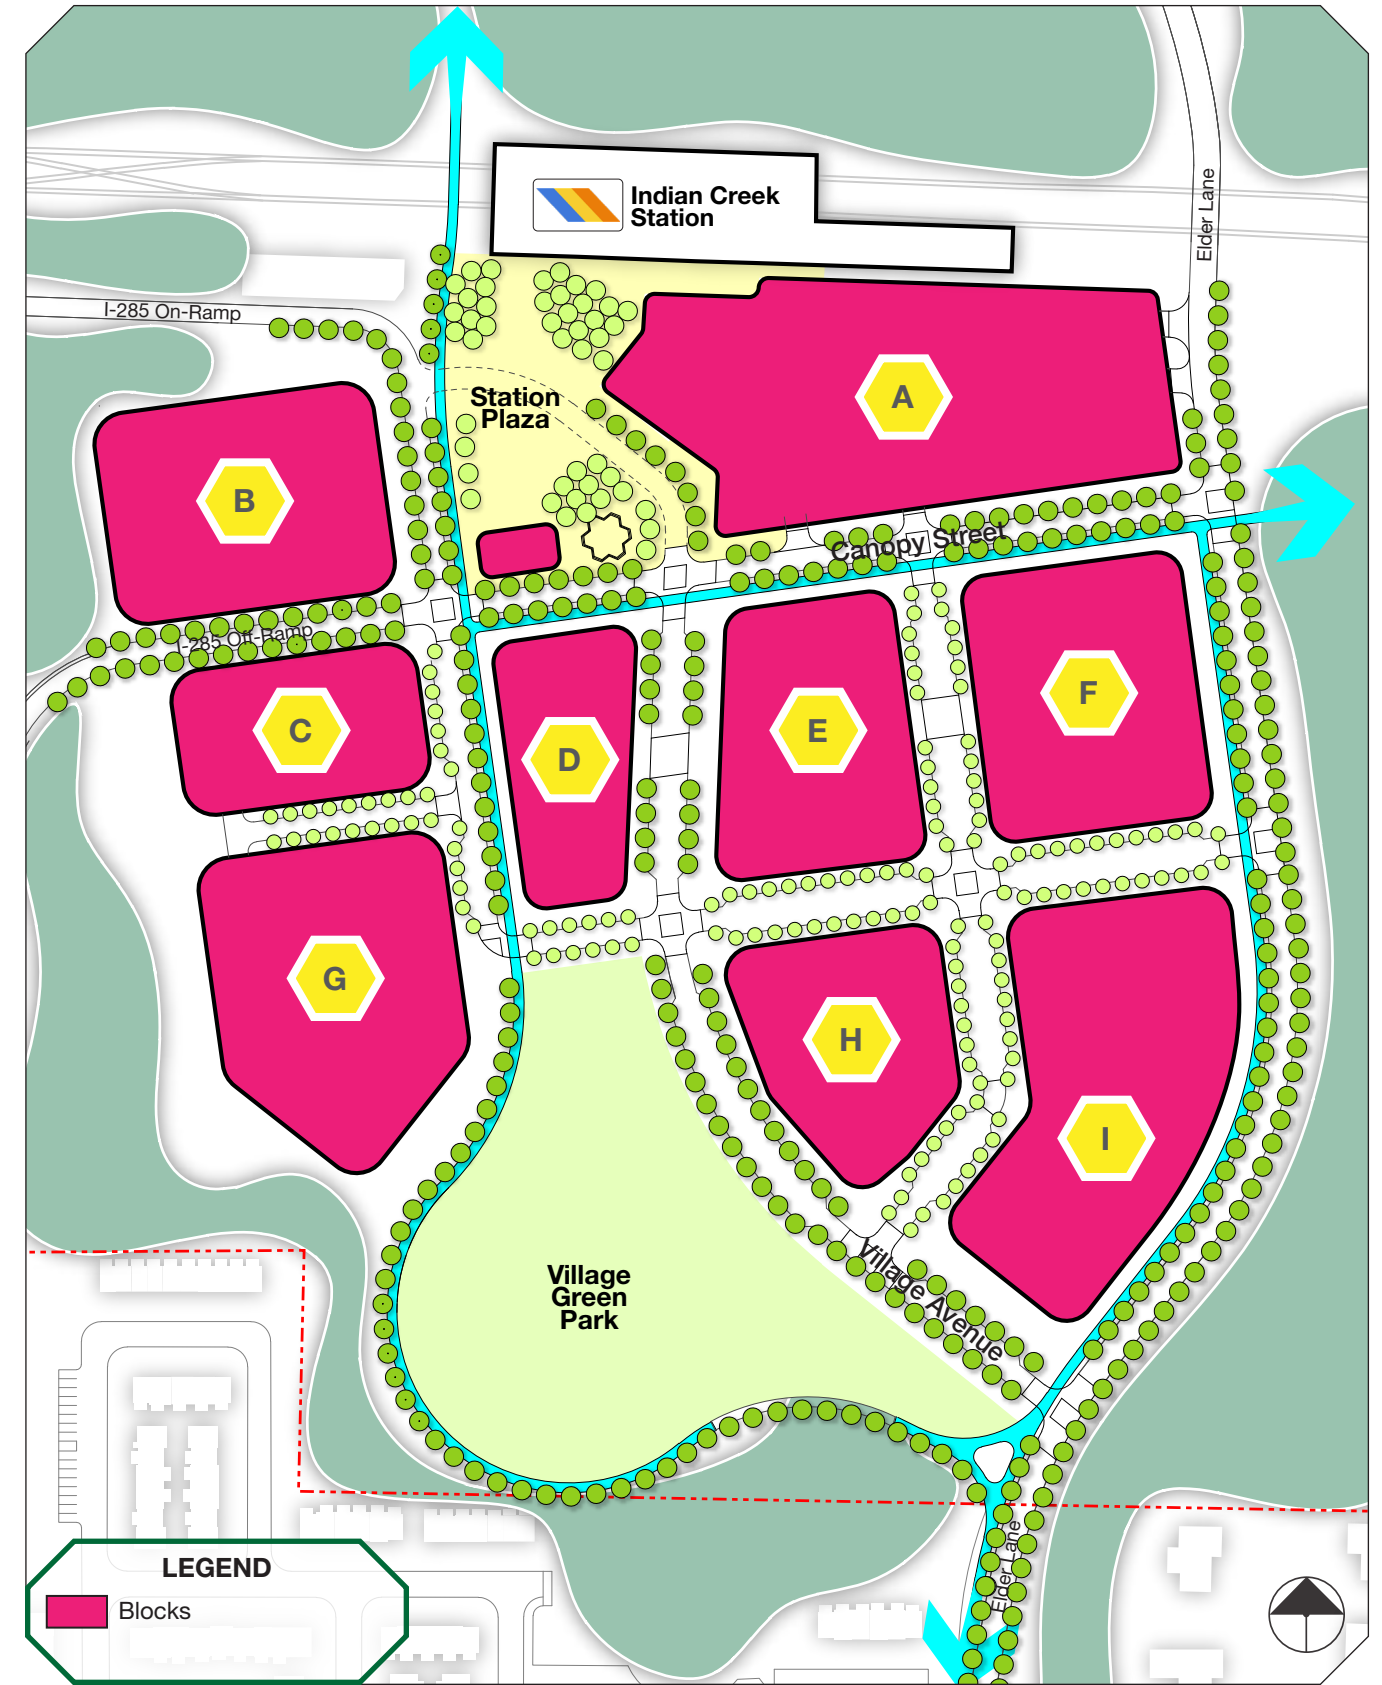 Elder Lane
Indian Creek
Station
I-285 On-Ramp
Station
Plaza
A
B
Canopy Street
I-285 Off-Ramp
C
D
E
F
G
H
I
Village Avenue
Village
Green
Park
Elder Lane
LEGEND
Blocks